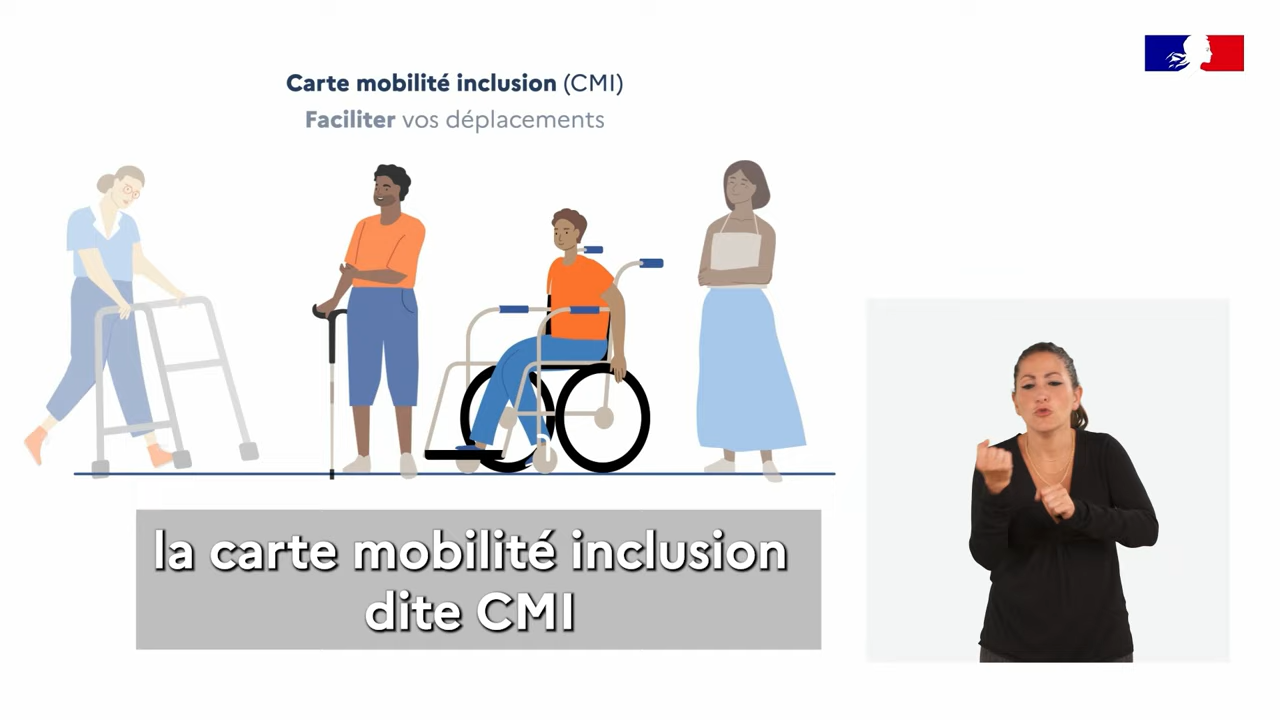 Carte mobilité inclusion (CMI)
Faciliter vos déplacements
la carte mobilité inclusion
dite CMI